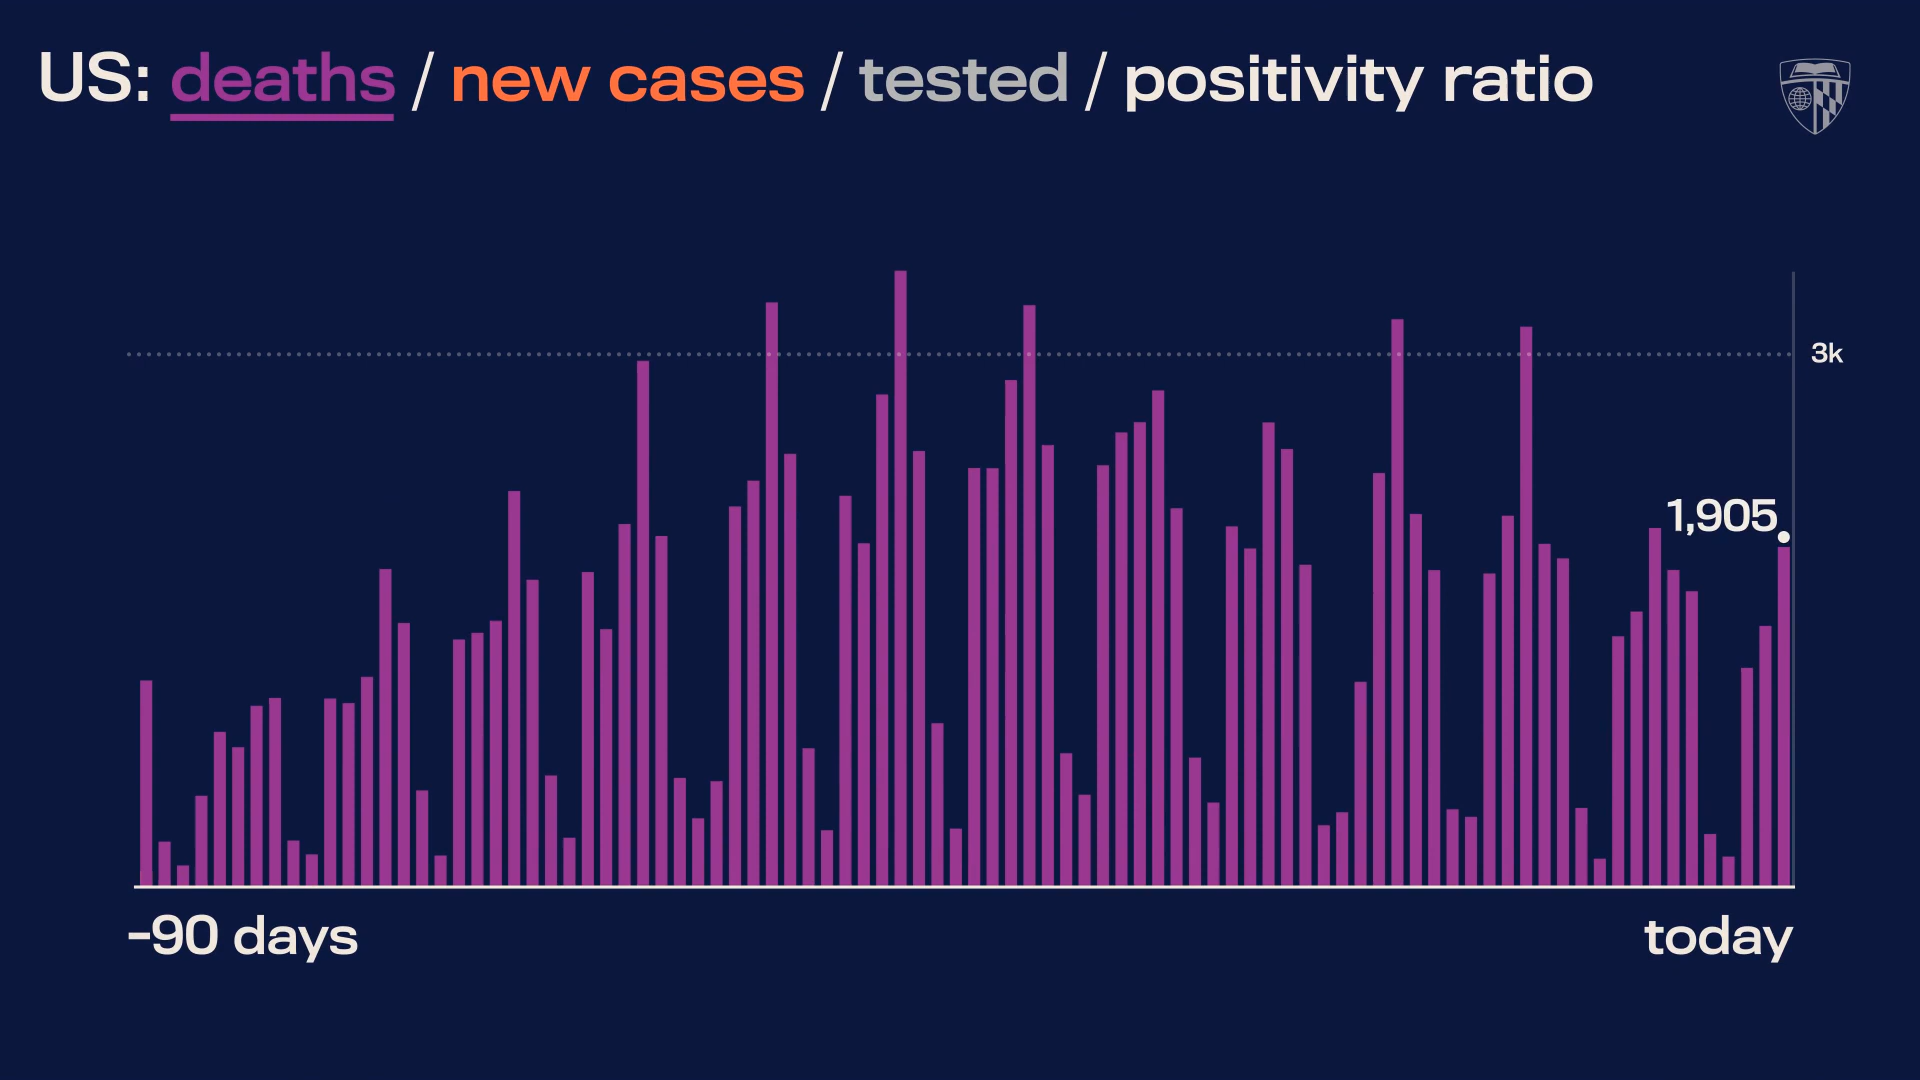 US: deaths / new cases / tested / positivity ratio
3k
1,905
-90 days
today